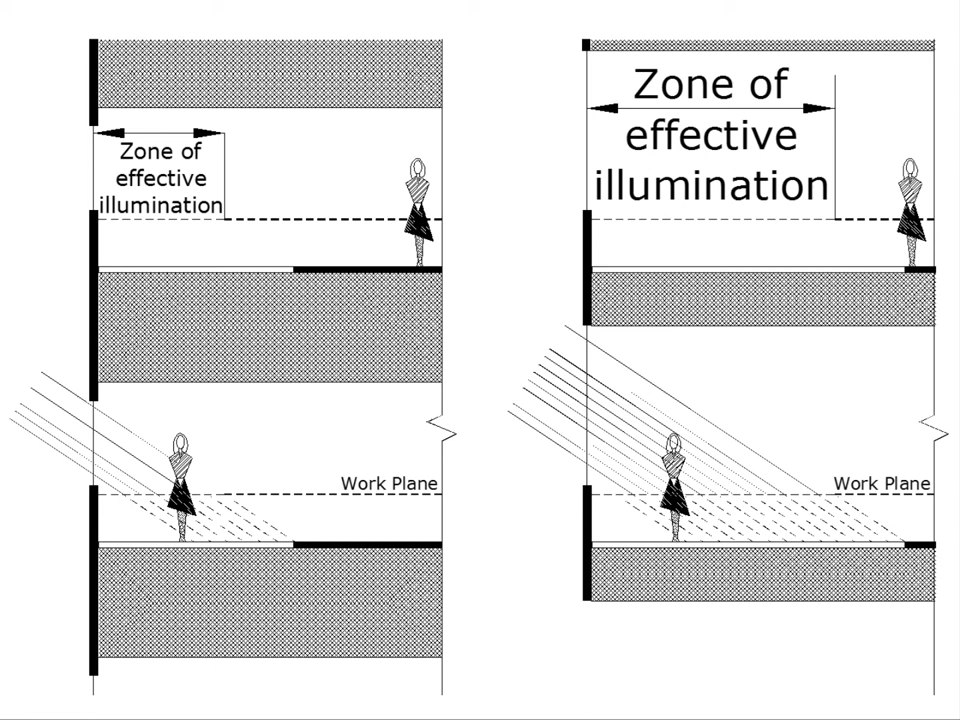 Zone of
effective
illumination
Work Plane
Zone of
effective
illumination
Work Plane